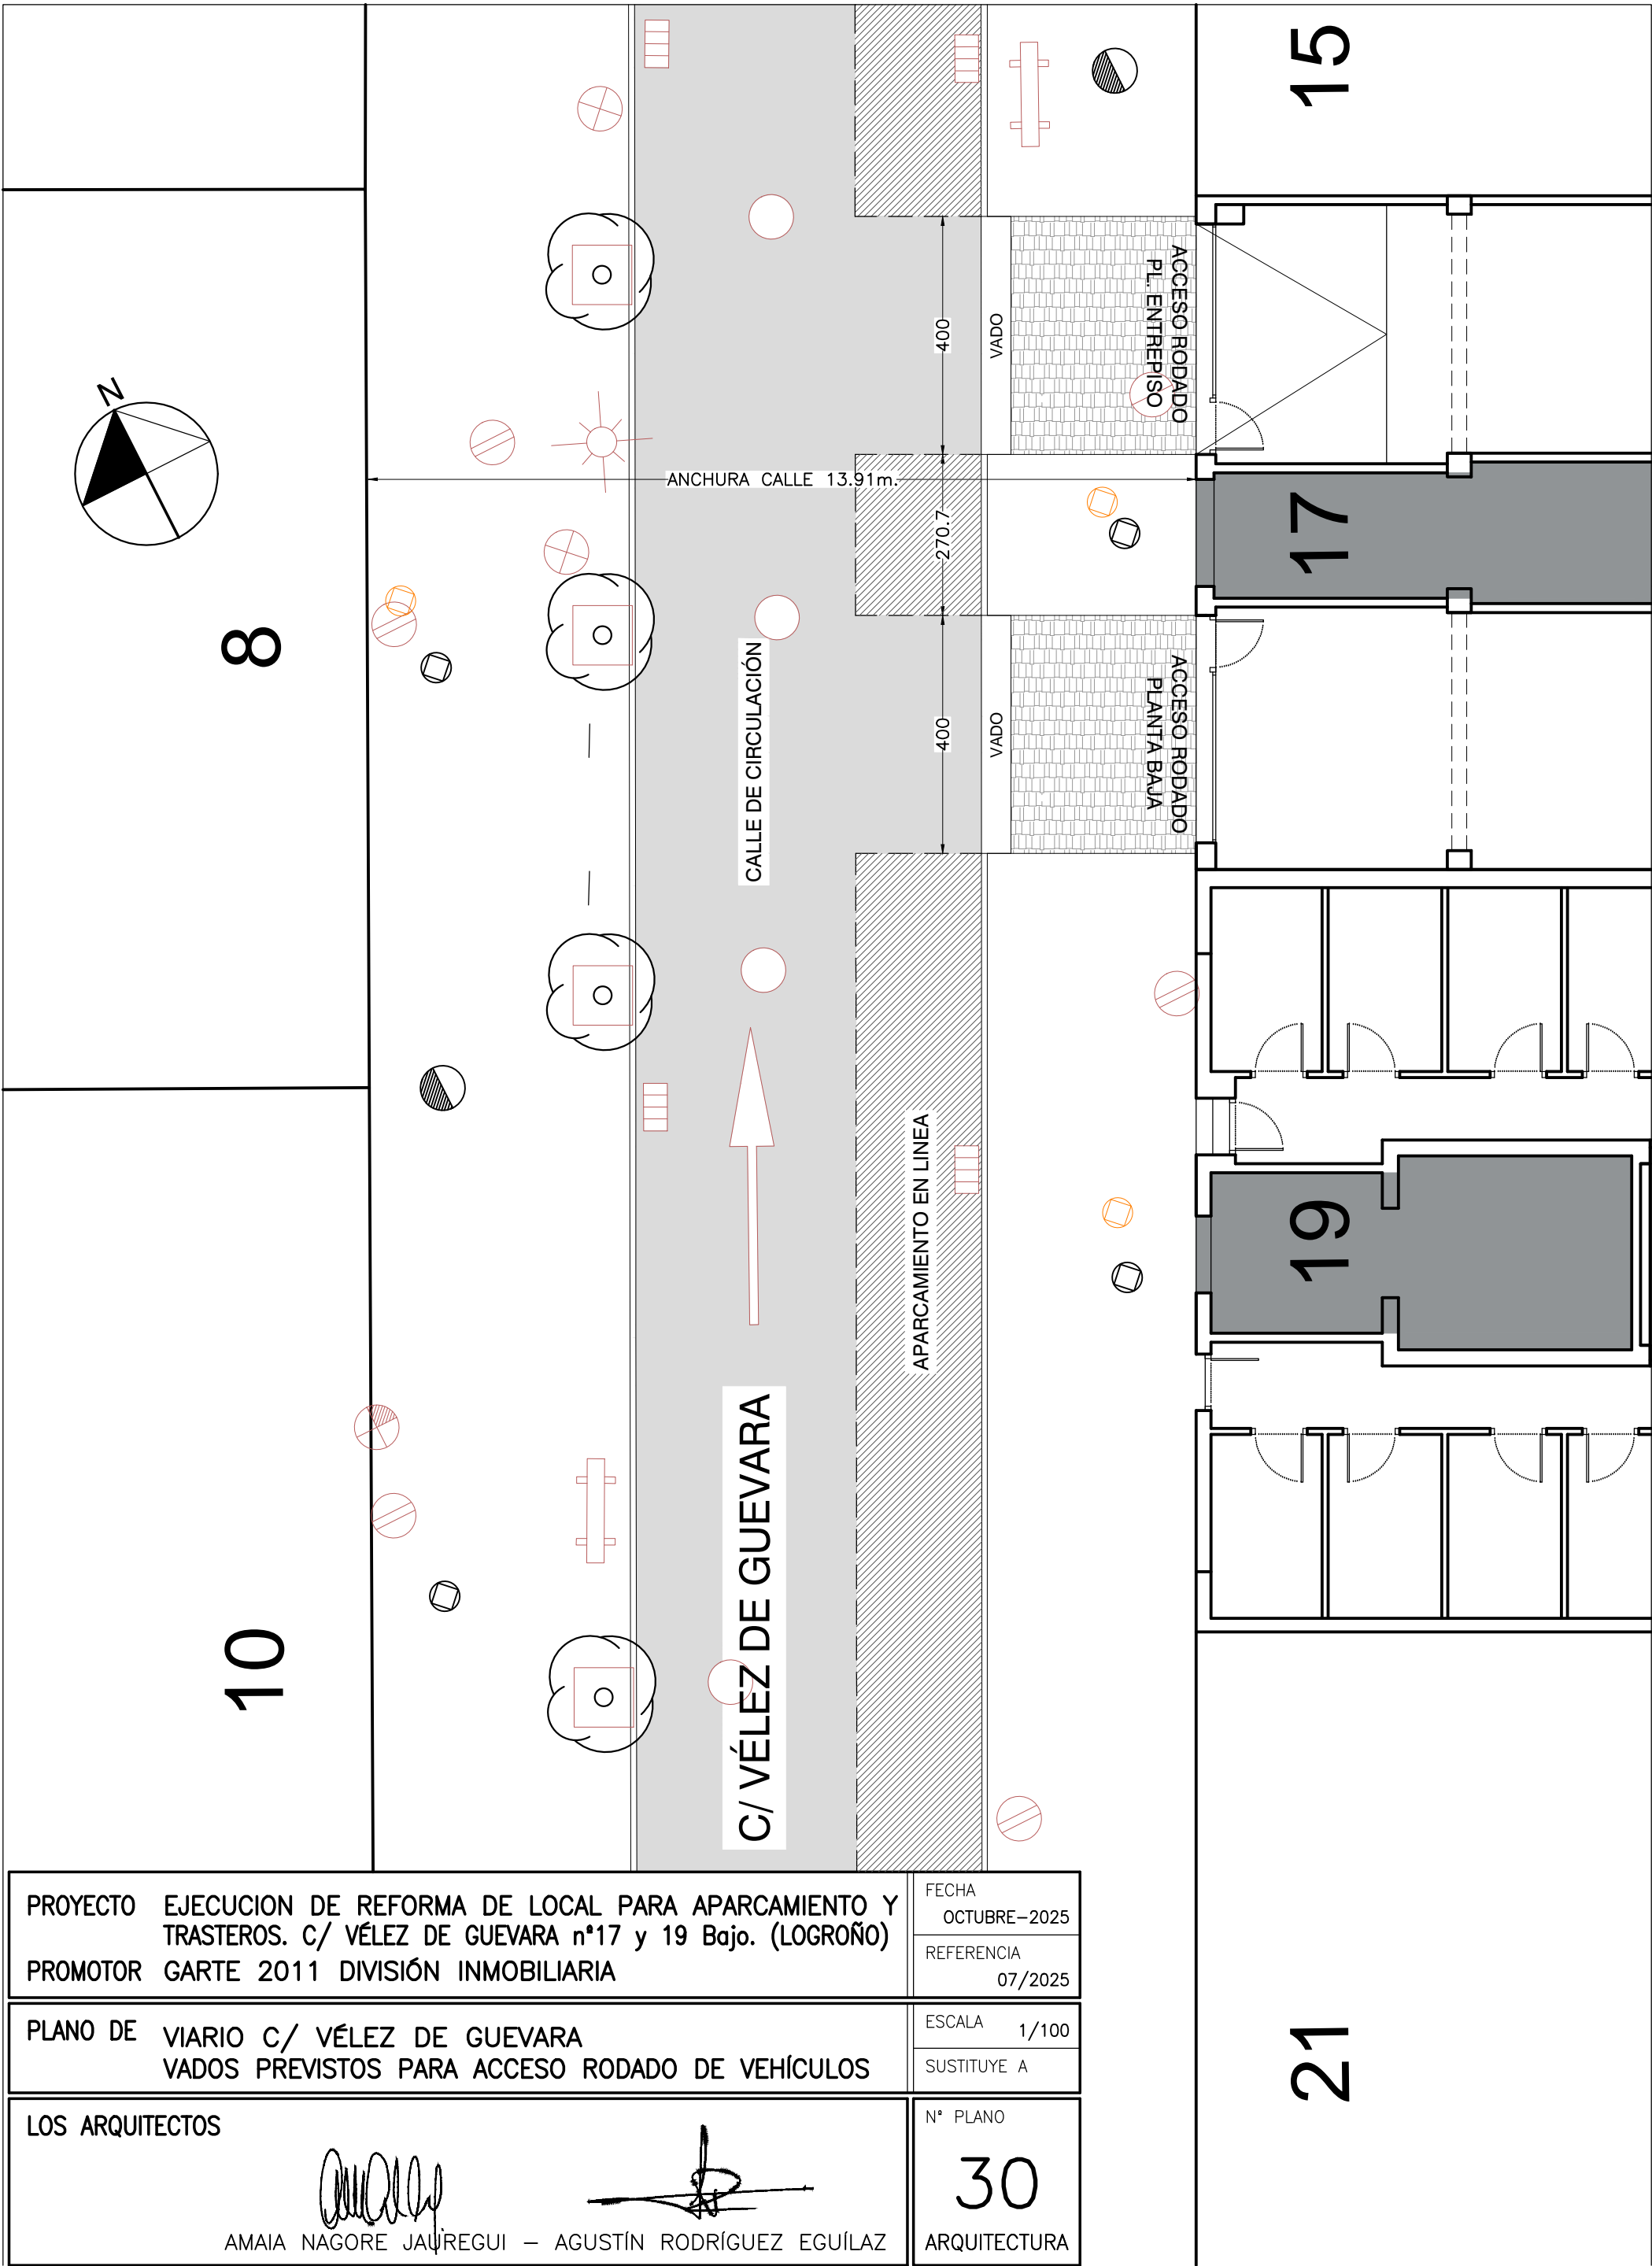 15
ACCESO RODADO
PL. ENTREPISO
VADO
400
N
ANCHURA CALLE 13.91m.
270.7
17
8
CALLE DE CIRCULACIÓN
400
VADO
ACCESO RODADO
PLANTA BAJA
APARCAMIENTO EN LINEA
19
C/ VÉLEZ DE GUEVARA
10
21
PROYECTO EJECUCION DE REFORMA DE LOCAL PARA APARCAMIENTO Y
TRASTEROS. C/ VÉLEZ DE GUEVARA nº17 y 19 Bajo. (LOGROÑO)
PROMOTOR GARTE 2011 DIVISIÓN INMOBILIARIA
FECHA
OCTUBRE-2025
REFERENCIA
07/2025
PLANO DE VIARIO C/ VÉLEZ DE GUEVARA
VADOS PREVISTOS PARA ACCESO RODADO DE VEHÍCULOS
ESCALA 1/100
SUSTITUYE A
LOS ARQUITECTOS
AMAIA NAGORE JAUREGUI - AGUSTÍN RODRÍGUEZ EGUÍLAZ
Nº PLANO
30
ARQUITECTURA